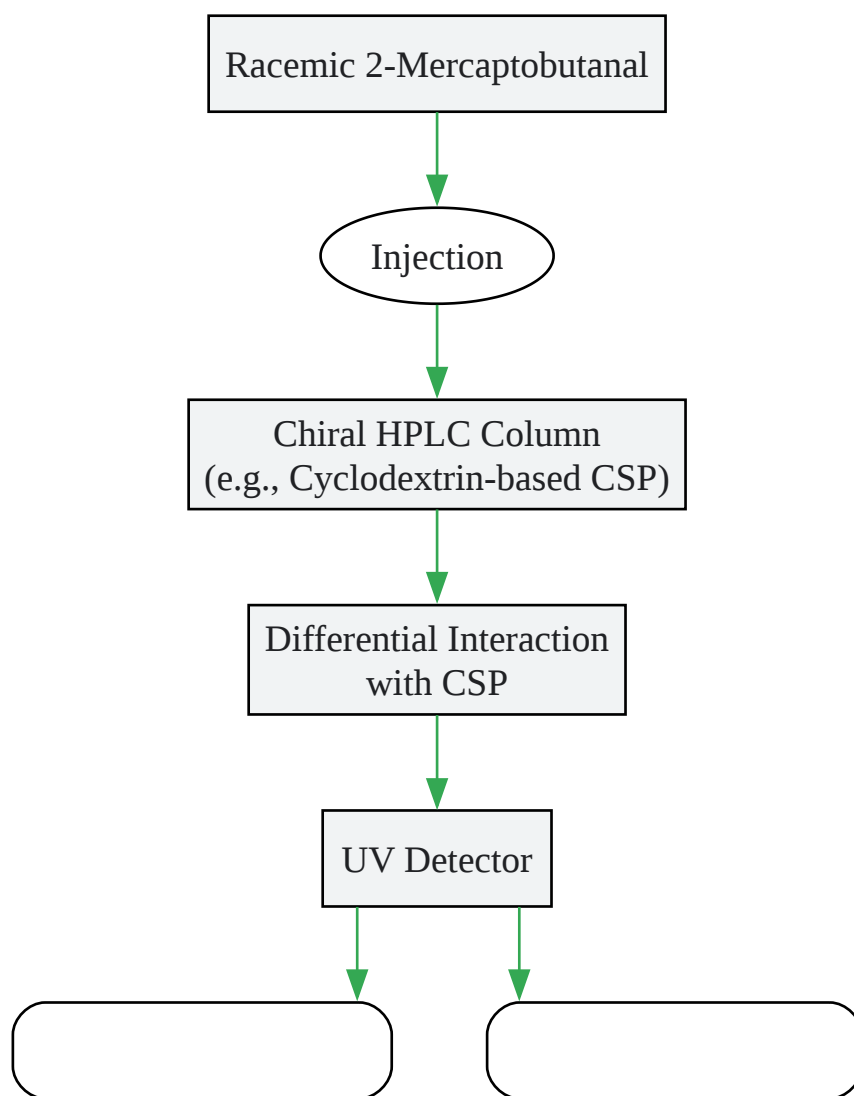 Racemic 2-Mercaptobutanal
Injection
Chiral HPLC Column
(e.g., Cyclodextrin-based CSP)
Differential Interaction
with CSP
UV Detector